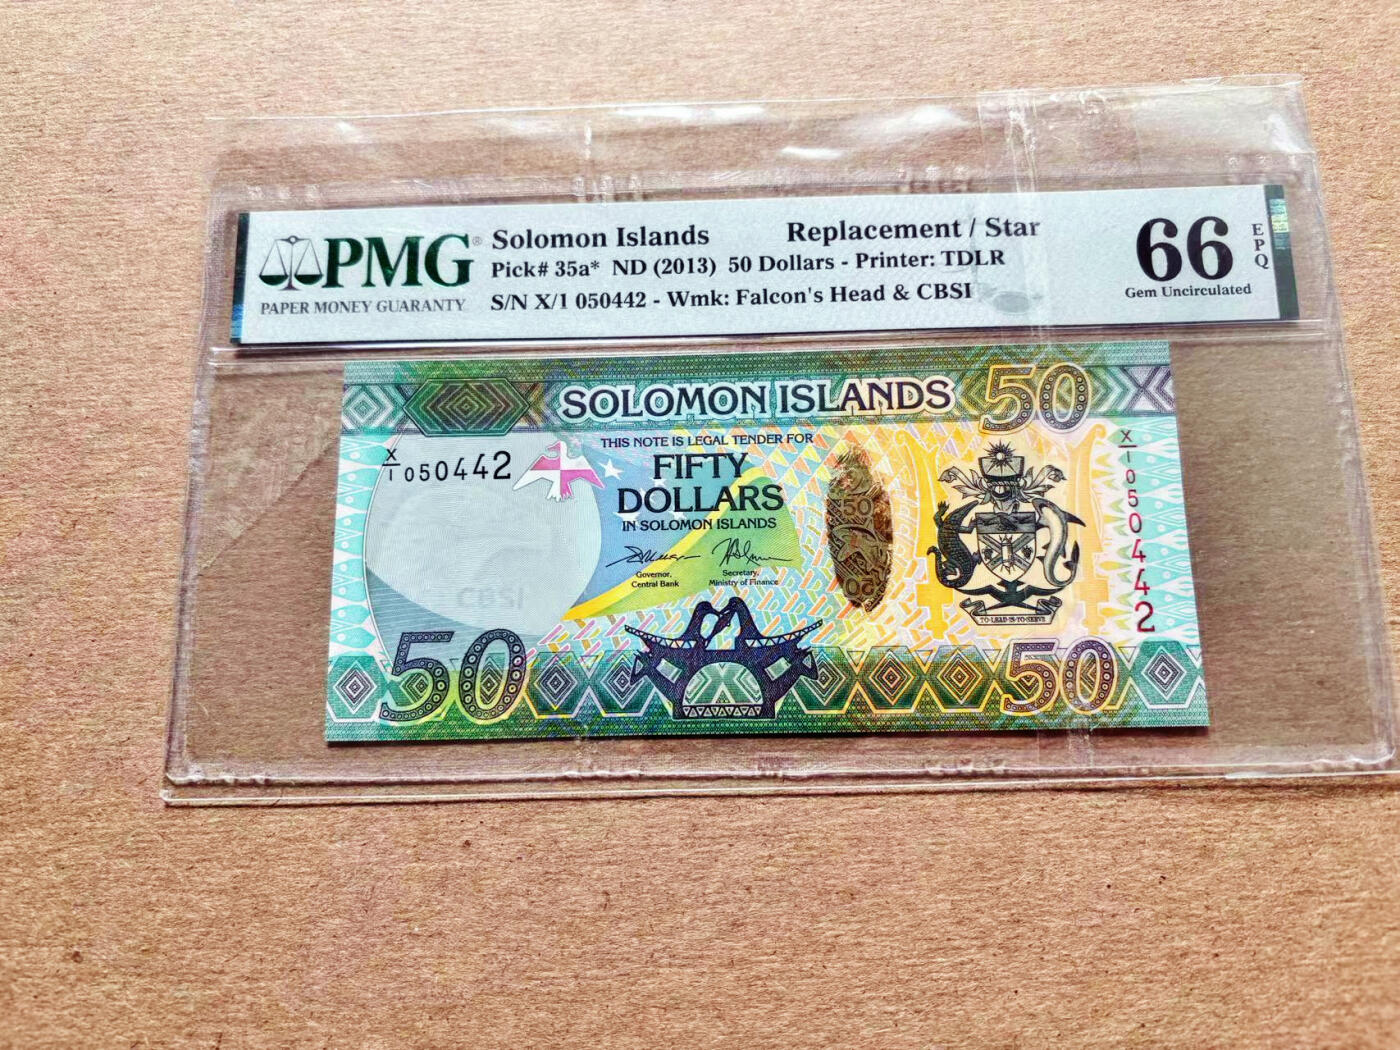 PMG®
PAPER MONEY GUARANTY
Solomon Islands Replacement / Star
Pick# 35a* ND (2013) 50 Dollars - Printer: TDLR
S/N X/1 050442 - Wmk: Falcon's Head & CBSI
66
EPQ
Gem Uncirculated
SOLOMON ISLANDS
50
X/1 050442
THIS NOTE IS LEGAL TENDER FOR
FIFTY
DOLLARS
IN SOLOMON ISLANDS
Governor,
Central Bank
Secretary,
Ministry of Finance
50
X/1 050442
CBSI
TO LEAD IS TO SERVE
50
50